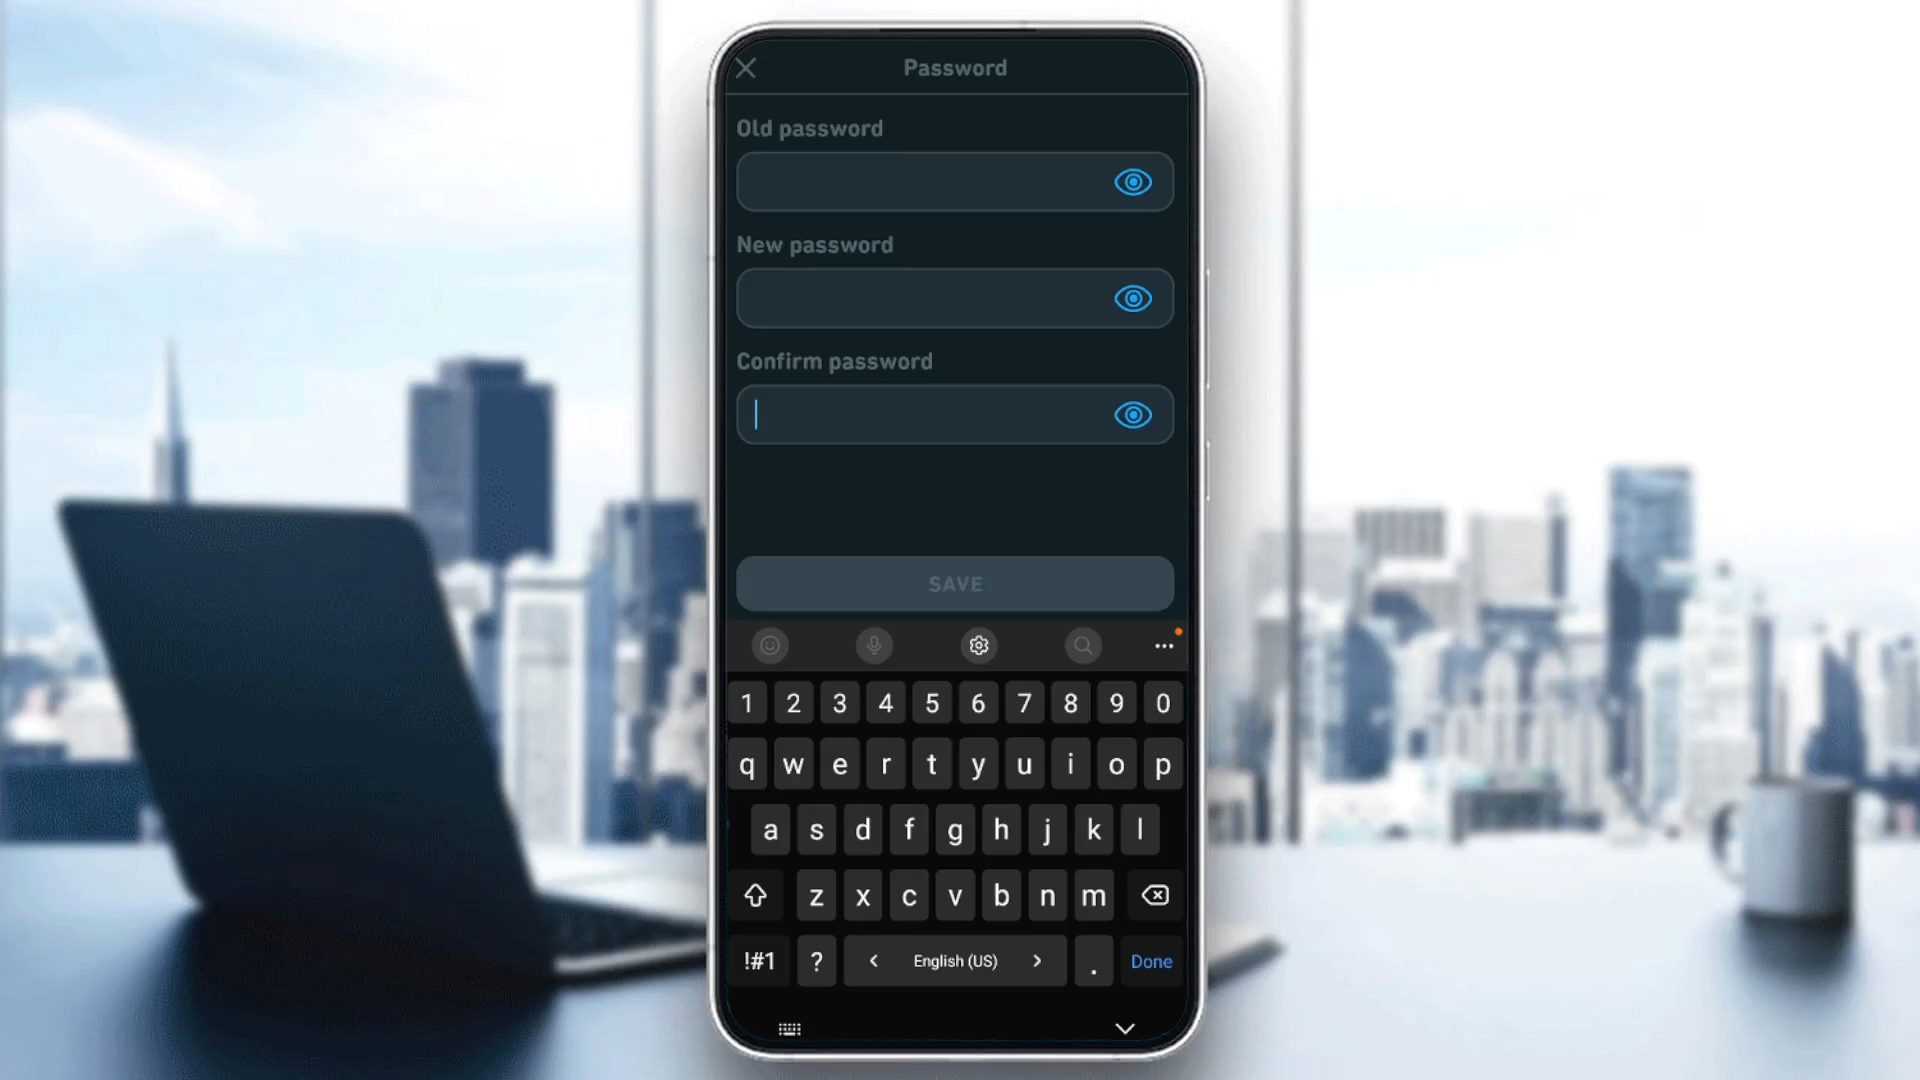 Password
Old password
New password
Confirm password
SAVE
1 2 3 4 5 6 7 8 9 0
q w e r t y u i o p
a s d f g h j k l
z x c v b n m
!#1 ? < English (US) > . Done